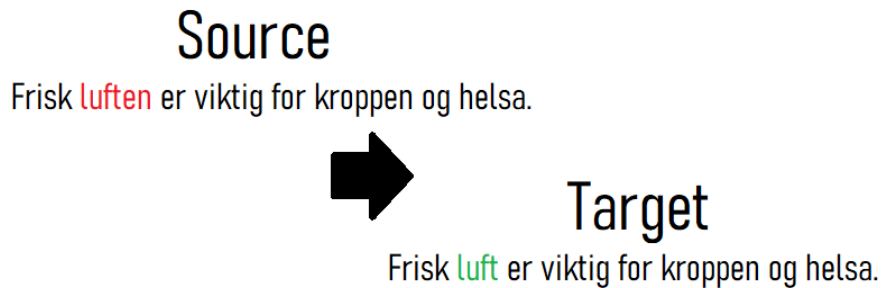 Source
Frisk luften er viktig for kroppen og helsa.
Target
Frisk luft er viktig for kroppen og helsa.